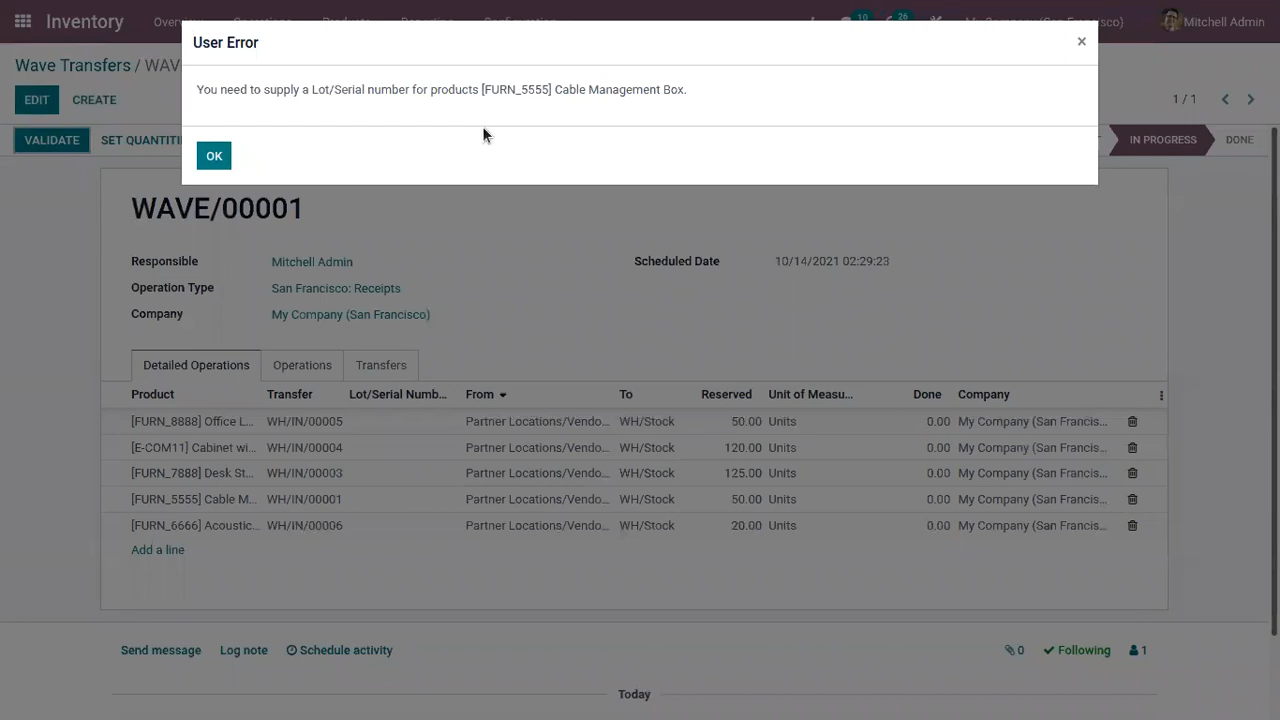 Inventory
10
26
Mitchell Admin
User Error
×
You need to supply a Lot/Serial number for products [FURN_5555] Cable Management Box.
OK
Wave Transfers / WAV
EDIT CREATE
1 / 1
VALIDATE SET QUANTITI
IN PROGRESS DONE
WAVE/00001
Responsible Mitchell Admin Scheduled Date 10/14/2021 02:29:23
Operation Type San Francisco: Receipts
Company My Company (San Francisco)
Detailed Operations Operations Transfers
Product Transfer Lot/Serial Numb... From To Reserved Unit of Measu... Done Company
[FURN_8888] Office L... WH/IN/00005 Partner Locations/Vendo... WH/Stock 50.00 Units 0.00 My Company (San Francis...
[E-COM11] Cabinet wi... WH/IN/00004 Partner Locations/Vendo... WH/Stock 120.00 Units 0.00 My Company (San Francis...
[FURN_7888] Desk St... WH/IN/00003 Partner Locations/Vendo... WH/Stock 125.00 Units 0.00 My Company (San Francis...
[FURN_5555] Cable M... WH/IN/00001 Partner Locations/Vendo... WH/Stock 50.00 Units 0.00 My Company (San Francis...
[FURN_6666] Acoustic... WH/IN/00006 Partner Locations/Vendo... WH/Stock 20.00 Units 0.00 My Company (San Francis...
Add a line
Send message Log note Schedule activity 0 Following 1
Today